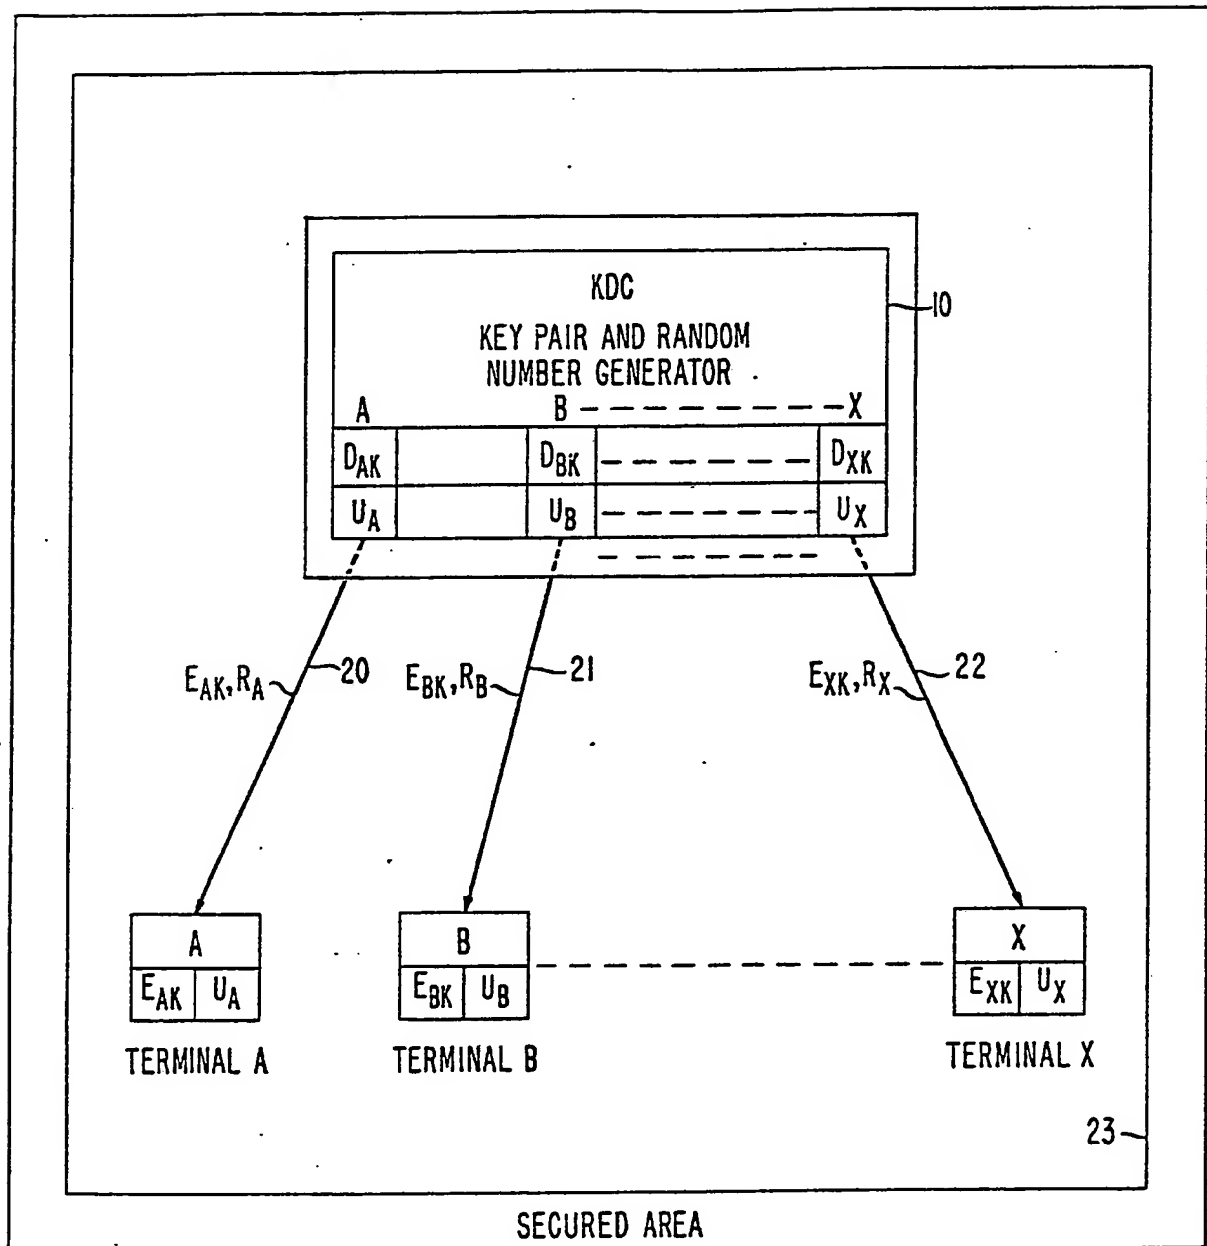 KDC
10
KEY PAIR AND RANDOM
NUMBER GENERATOR
A B X
D_AK D_BK D_XK
U_A U_B U_X
E_AK, R_A 20 E_BK, R_B 21 E_XK, R_X 22
A B X
E_AK U_A E_BK U_B E_XK U_X
TERMINAL A TERMINAL B TERMINAL X
23
SECURED AREA